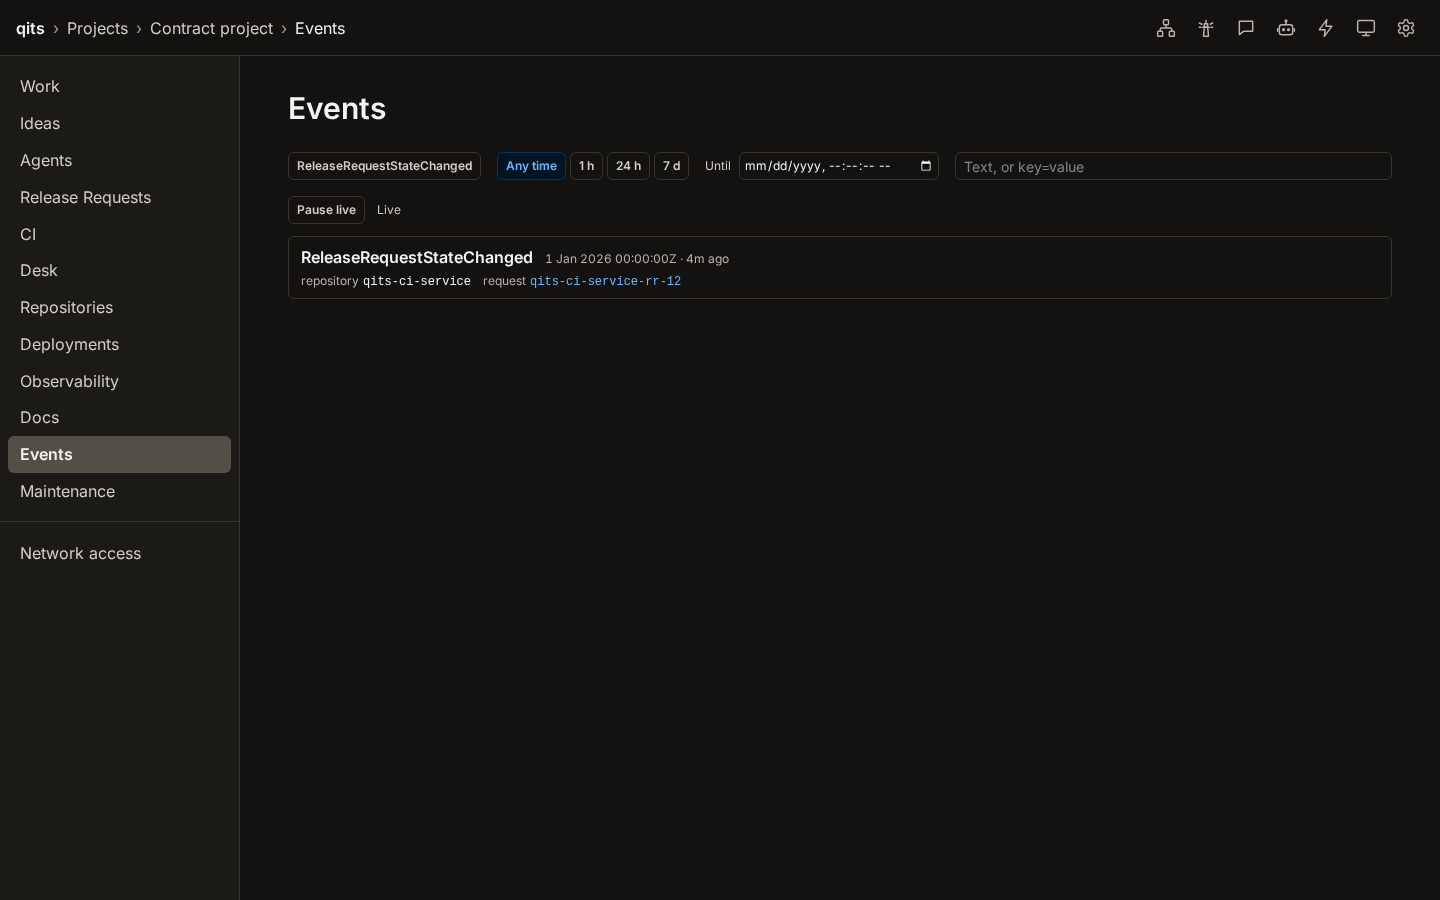 qits › Projects › Contract project › Events
Work
Ideas
Agents
Release Requests
CI
Desk
Repositories
Deployments
Observability
Docs
Events
Maintenance
Network access
Events
ReleaseRequestStateChanged Any time 1 h 24 h 7 d Until mm/dd/yyyy, --:--:-- -- Text, or key=value
Pause live Live
ReleaseRequestStateChanged 1 Jan 2026 00:00:00Z · 4m ago
repository qits-ci-service request qits-ci-service-rr-12